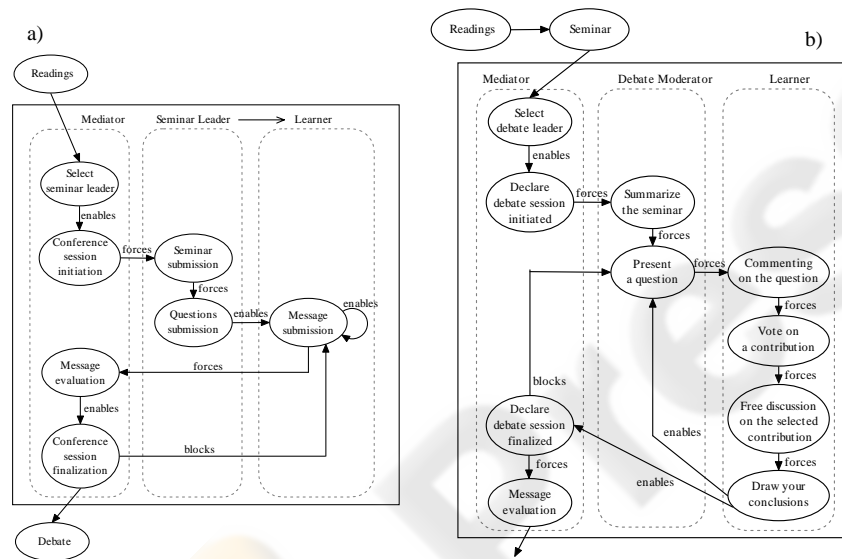 a)
Readings
Mediator
Seminar Leader
Learner
Select
seminar leader
enables
Conference
session
initiation
forces
Seminar
submission
forces
Questions
submission
enables
Message
submission
enables
forces
Message
evaluation
enables
Conference
session
finalization
blocks
Debate
b)
Readings
Seminar
Mediator
Debate Moderator
Learner
Select
debate leader
enables
Declare
debate session
initiated
forces
Summarize
the seminar
forces
Present
a question
forces
Commenting
on the question
forces
Vote on
a contribution
forces
Free discussion
on the selected
contribution
forces
Draw your
conclusions
enables
enables
blocks
Declare
debate session
finalized
forces
Message
evaluation